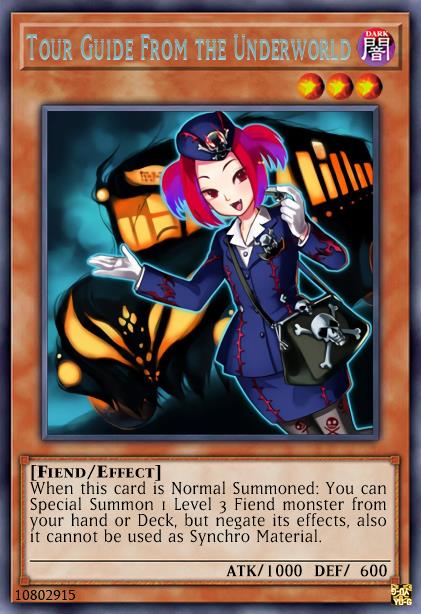 Tour Guide From the Underworld
DARK
闇
[Fiend/Effect]
When this card is Normal Summoned: You can
Special Summon 1 Level 3 Fiend monster from
your hand or Deck, but negate its effects, also
it cannot be used as Synchro Material.
ATK/1000 DEF/ 600
10802915